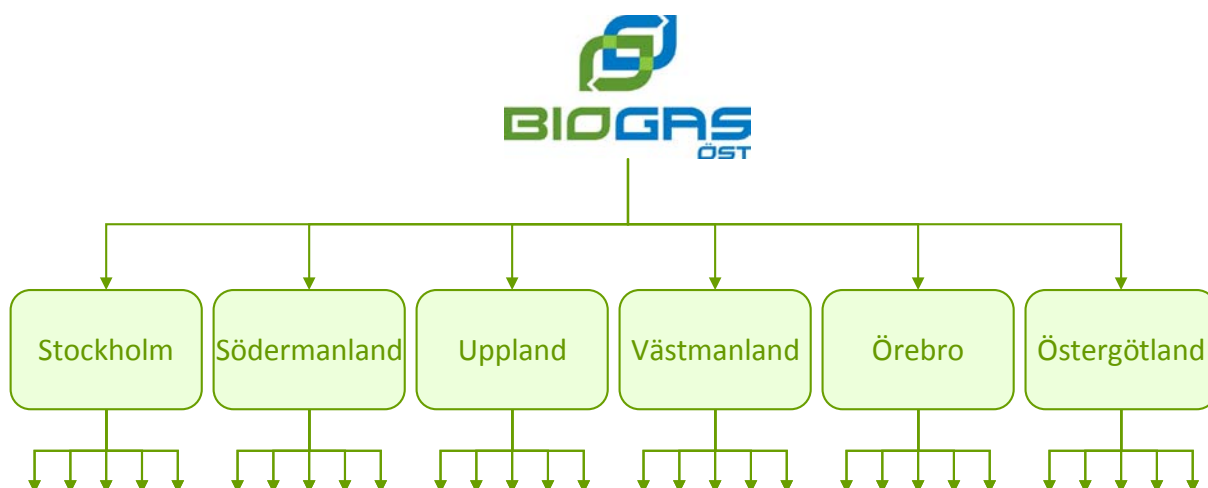 BIOGAS
ÖST
Stockholm
Södermanland
Uppland
Västmanland
Örebro
Östergötland